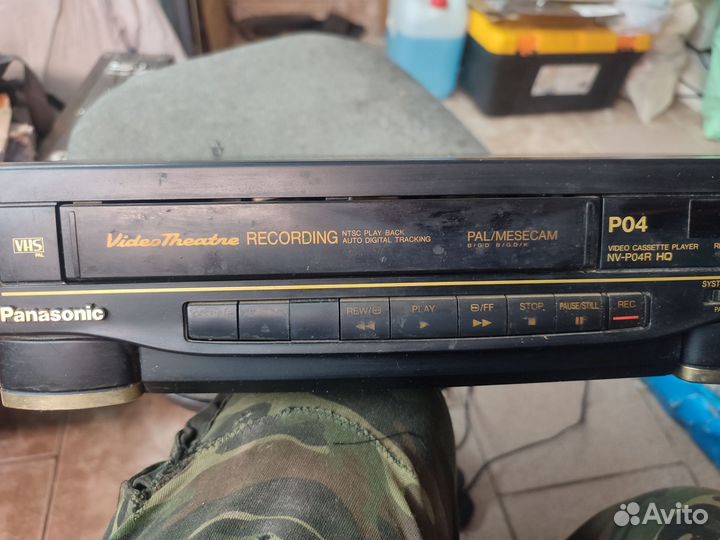 VHS
PAL
Video Theatre RECORDING
NTSC PLAY BACK
AUTO DIGITAL TRACKING
PAL/MESECAM
B/G.D B/G.D/K
P04
VIDEO CASSETTE PLAYER
NV-P04R HQ
SYST
Panasonic
REW/
PLAY
/FF
STOP
PAUSE/STILL
REC
Avito